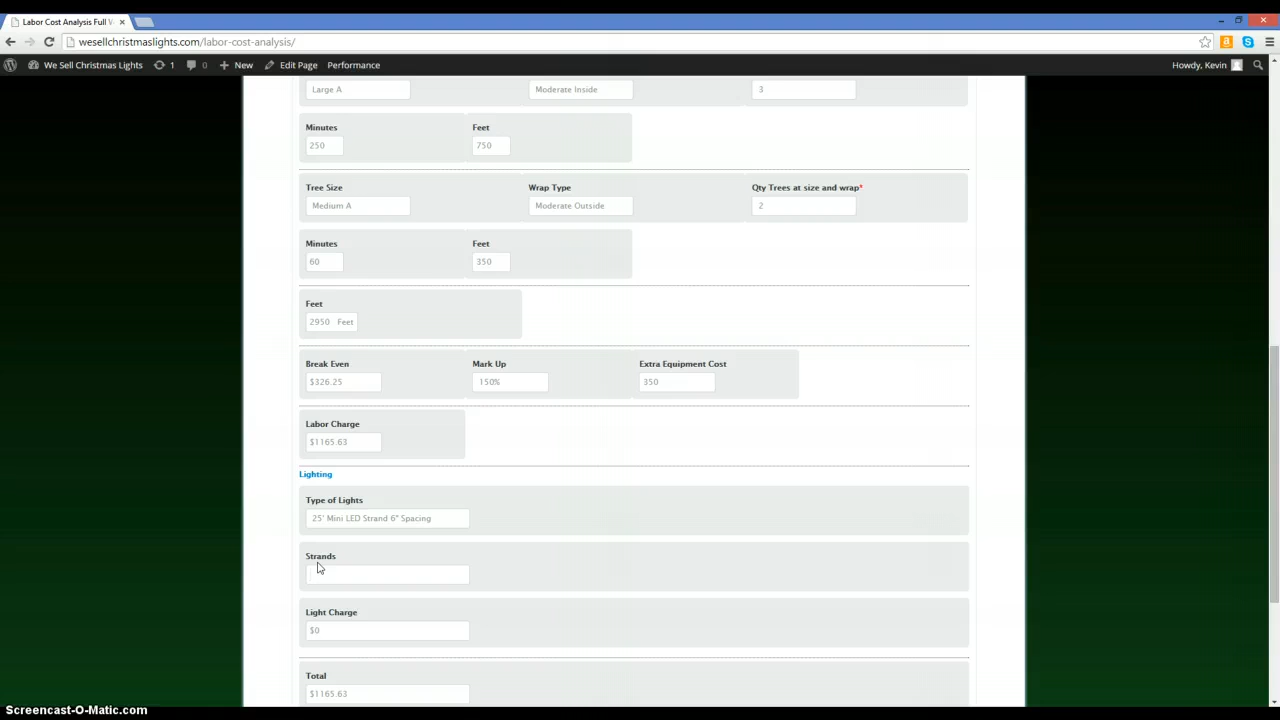 Labor Cost Analysis Full
wesellchristmaslights.com/labor-cost-analysis/
We Sell Christmas Lights 1 0 New Edit Page Performance Howdy, Kevin
Large A Moderate Inside 3
Minutes Feet
250 750
Tree Size Wrap Type Qty Trees at size and wrap*
Medium A Moderate Outside 2
Minutes Feet
60 350
Feet
2950 Feet
Break Even Mark Up Extra Equipment Cost
$326.25 150% 350
Labor Charge
$1165.63
Lighting
Type of Lights
25' Mini LED Strand 6" Spacing
Strands
Light Charge
$0
Total
$1165.63
Screencast-O-Matic.com